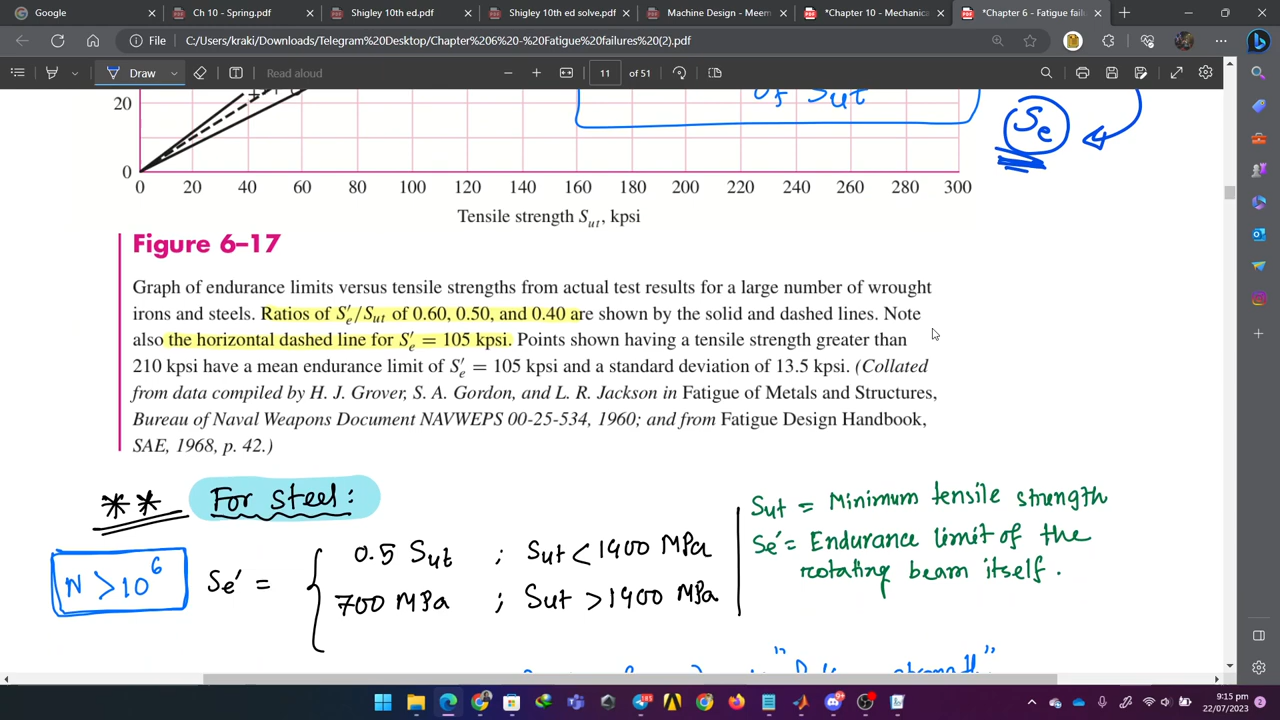 Google
Ch 10 - Spring.pdf
Shigley 10th ed.pdf
Shigley 10th ed solve.pdf
Machine Design - Meem
*Chapter 10 - Mechanica
*Chapter 6 - Fatigue failu
File
C:/Users/kraki/Downloads/Telegram%20Desktop/Chapter%206%20-%20Fatigue%20failures%20(2).pdf
Draw
Read aloud
11 of 51
20
of Sut
Se
0
0 20 40 60 80 100 120 140 160 180 200 220 240 260 280 300
Tensile strength Sut, kpsi
Figure 6–17
Graph of endurance limits versus tensile strengths from actual test results for a large number of wrought
irons and steels. Ratios of S′e/Sut of 0.60, 0.50, and 0.40 are shown by the solid and dashed lines. Note
also the horizontal dashed line for S′e = 105 kpsi. Points shown having a tensile strength greater than
210 kpsi have a mean endurance limit of S′e = 105 kpsi and a standard deviation of 13.5 kpsi. (Collated
from data compiled by H. J. Grover, S. A. Gordon, and L. R. Jackson in Fatigue of Metals and Structures,
Bureau of Naval Weapons Document NAVWEPS 00-25-534, 1960; and from Fatigue Design Handbook,
SAE, 1968, p. 42.)
** For steel:
N > 10^6
Se′ =
0.5 Sut ; Sut < 1400 MPa
700 MPa ; Sut > 1400 MPa
Sut = Minimum tensile strength
Se′ = Endurance limit of the
rotating beam itself.
strength"
9:15 pm
22/07/2023